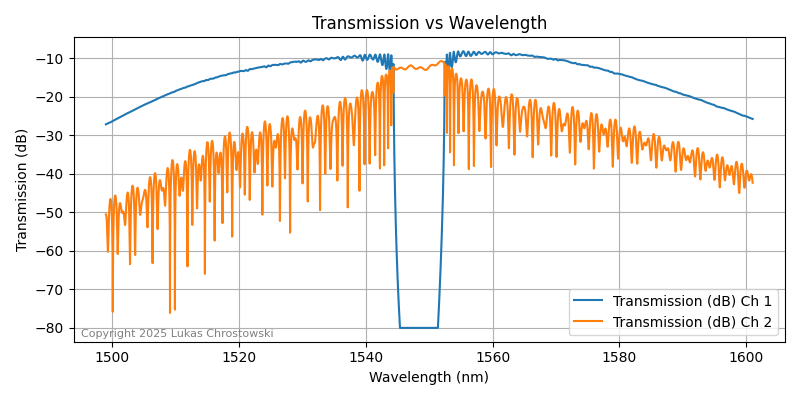 Transmission vs Wavelength
Transmission (dB)
−10
−20
−30
−40
−50
−60
−70
−80
Transmission (dB) Ch 1
Transmission (dB) Ch 2
Copyright 2025 Lukas Chrostowski
1500
1520
1540
1560
1580
1600
Wavelength (nm)